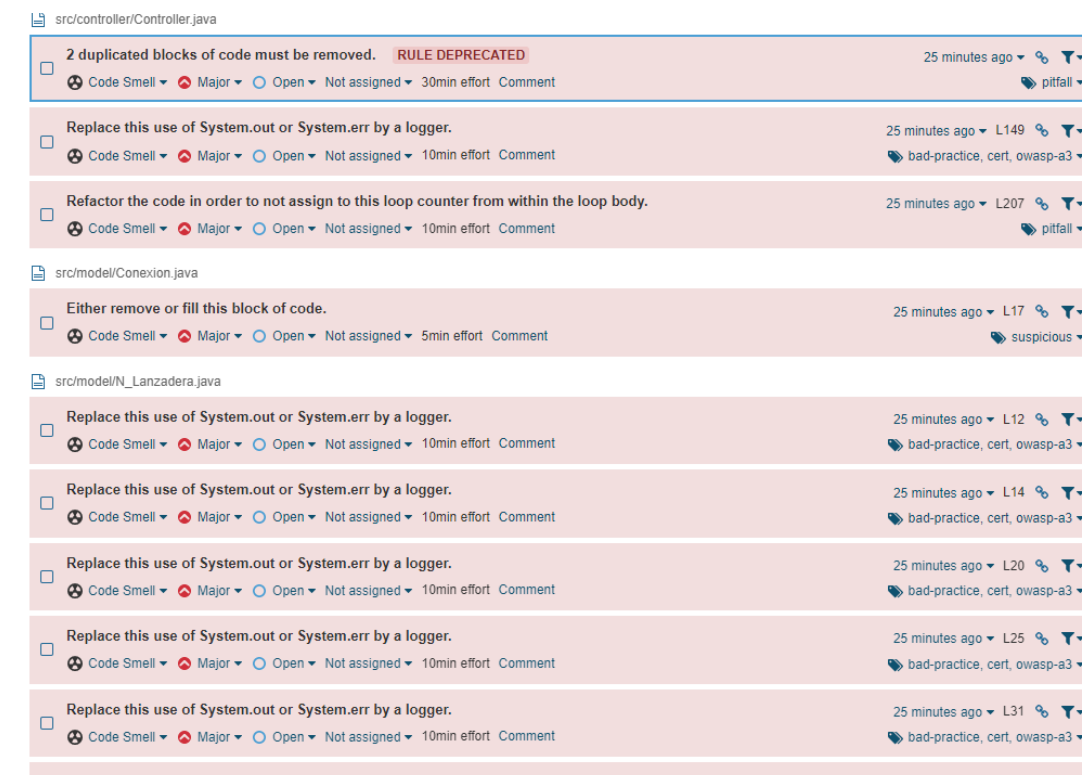 src/controller/Controller.java
2 duplicated blocks of code must be removed. RULE DEPRECATED 25 minutes ago
Code Smell Major Open Not assigned 30min effort Comment pitfall
Replace this use of System.out or System.err by a logger. 25 minutes ago L149
Code Smell Major Open Not assigned 10min effort Comment bad-practice, cert, owasp-a3
Refactor the code in order to not assign to this loop counter from within the loop body. 25 minutes ago L207
Code Smell Major Open Not assigned 10min effort Comment pitfall
src/model/Conexion.java
Either remove or fill this block of code. 25 minutes ago L17
Code Smell Major Open Not assigned 5min effort Comment suspicious
src/model/N_Lanzadera.java
Replace this use of System.out or System.err by a logger. 25 minutes ago L12
Code Smell Major Open Not assigned 10min effort Comment bad-practice, cert, owasp-a3
Replace this use of System.out or System.err by a logger. 25 minutes ago L14
Code Smell Major Open Not assigned 10min effort Comment bad-practice, cert, owasp-a3
Replace this use of System.out or System.err by a logger. 25 minutes ago L20
Code Smell Major Open Not assigned 10min effort Comment bad-practice, cert, owasp-a3
Replace this use of System.out or System.err by a logger. 25 minutes ago L25
Code Smell Major Open Not assigned 10min effort Comment bad-practice, cert, owasp-a3
Replace this use of System.out or System.err by a logger. 25 minutes ago L31
Code Smell Major Open Not assigned 10min effort Comment bad-practice, cert, owasp-a3